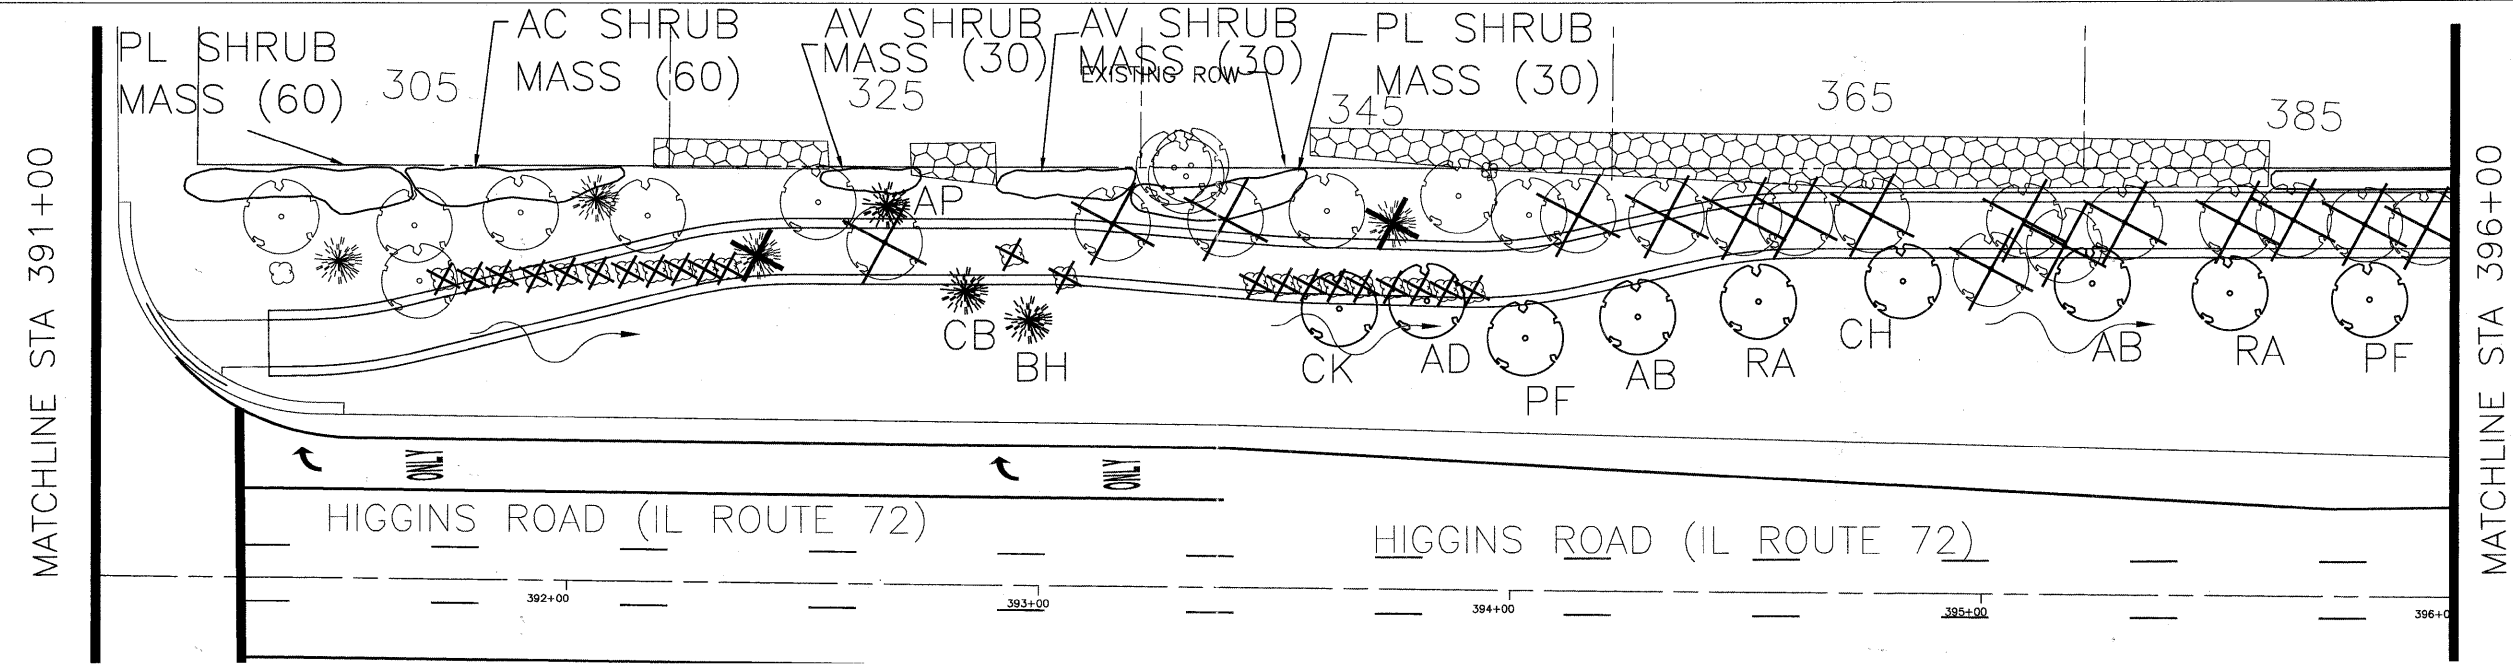 MATCHLINE STA 391+00
PL SHRUB
MASS (60)
305
AC SHRUB
MASS (60)
AV SHRUB
MASS (30)
325
AV SHRUB
MASS (30)
EXISTING ROW
PL SHRUB
MASS (30)
345
365
385
AP
CB
BH
CK
AD
PF
AB
RA
CH
AB
RA
PF
ONLY
ONLY
HIGGINS ROAD (IL ROUTE 72)
HIGGINS ROAD (IL ROUTE 72)
392+00
393+00
394+00
395+00
396+0
MATCHLINE STA 396+00